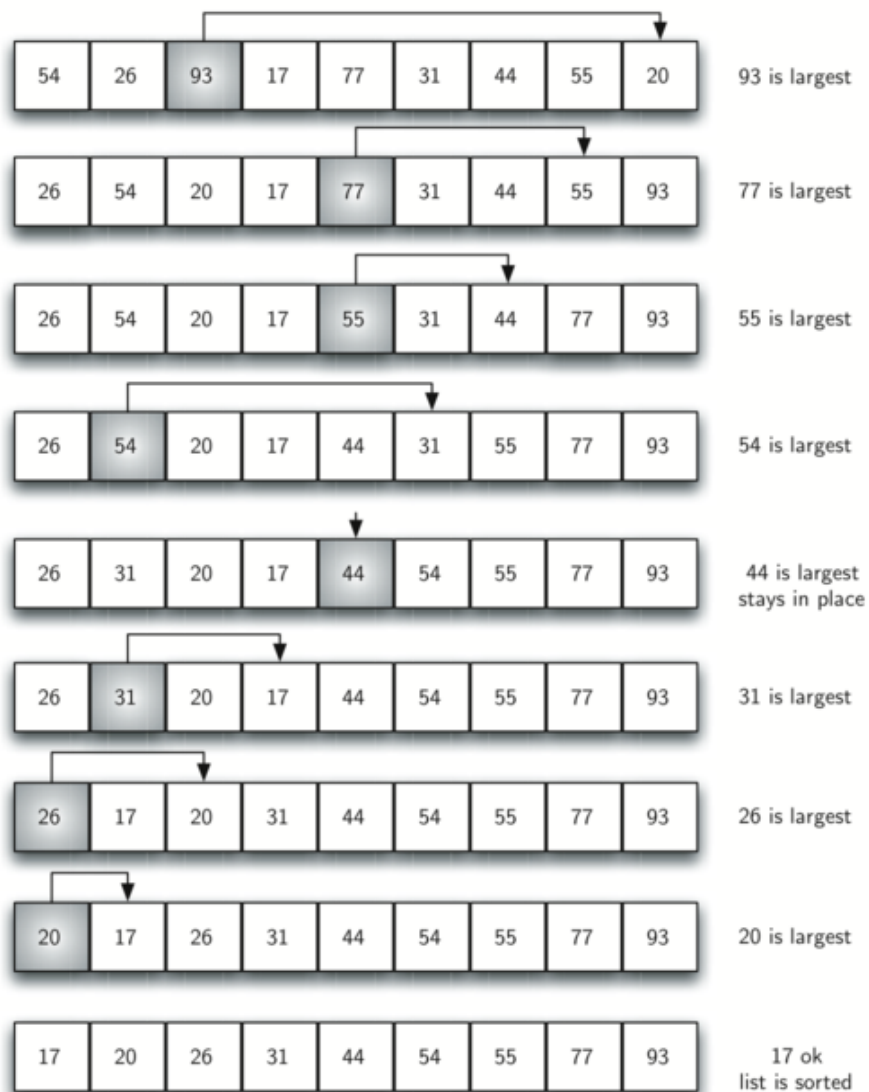 54 26 93 17 77 31 44 55 20 93 is largest
26 54 20 17 77 31 44 55 93 77 is largest
26 54 20 17 55 31 44 77 93 55 is largest
26 54 20 17 44 31 55 77 93 54 is largest
26 31 20 17 44 54 55 77 93 44 is largest
stays in place
26 31 20 17 44 54 55 77 93 31 is largest
26 17 20 31 44 54 55 77 93 26 is largest
20 17 26 31 44 54 55 77 93 20 is largest
17 20 26 31 44 54 55 77 93 17 ok
list is sorted